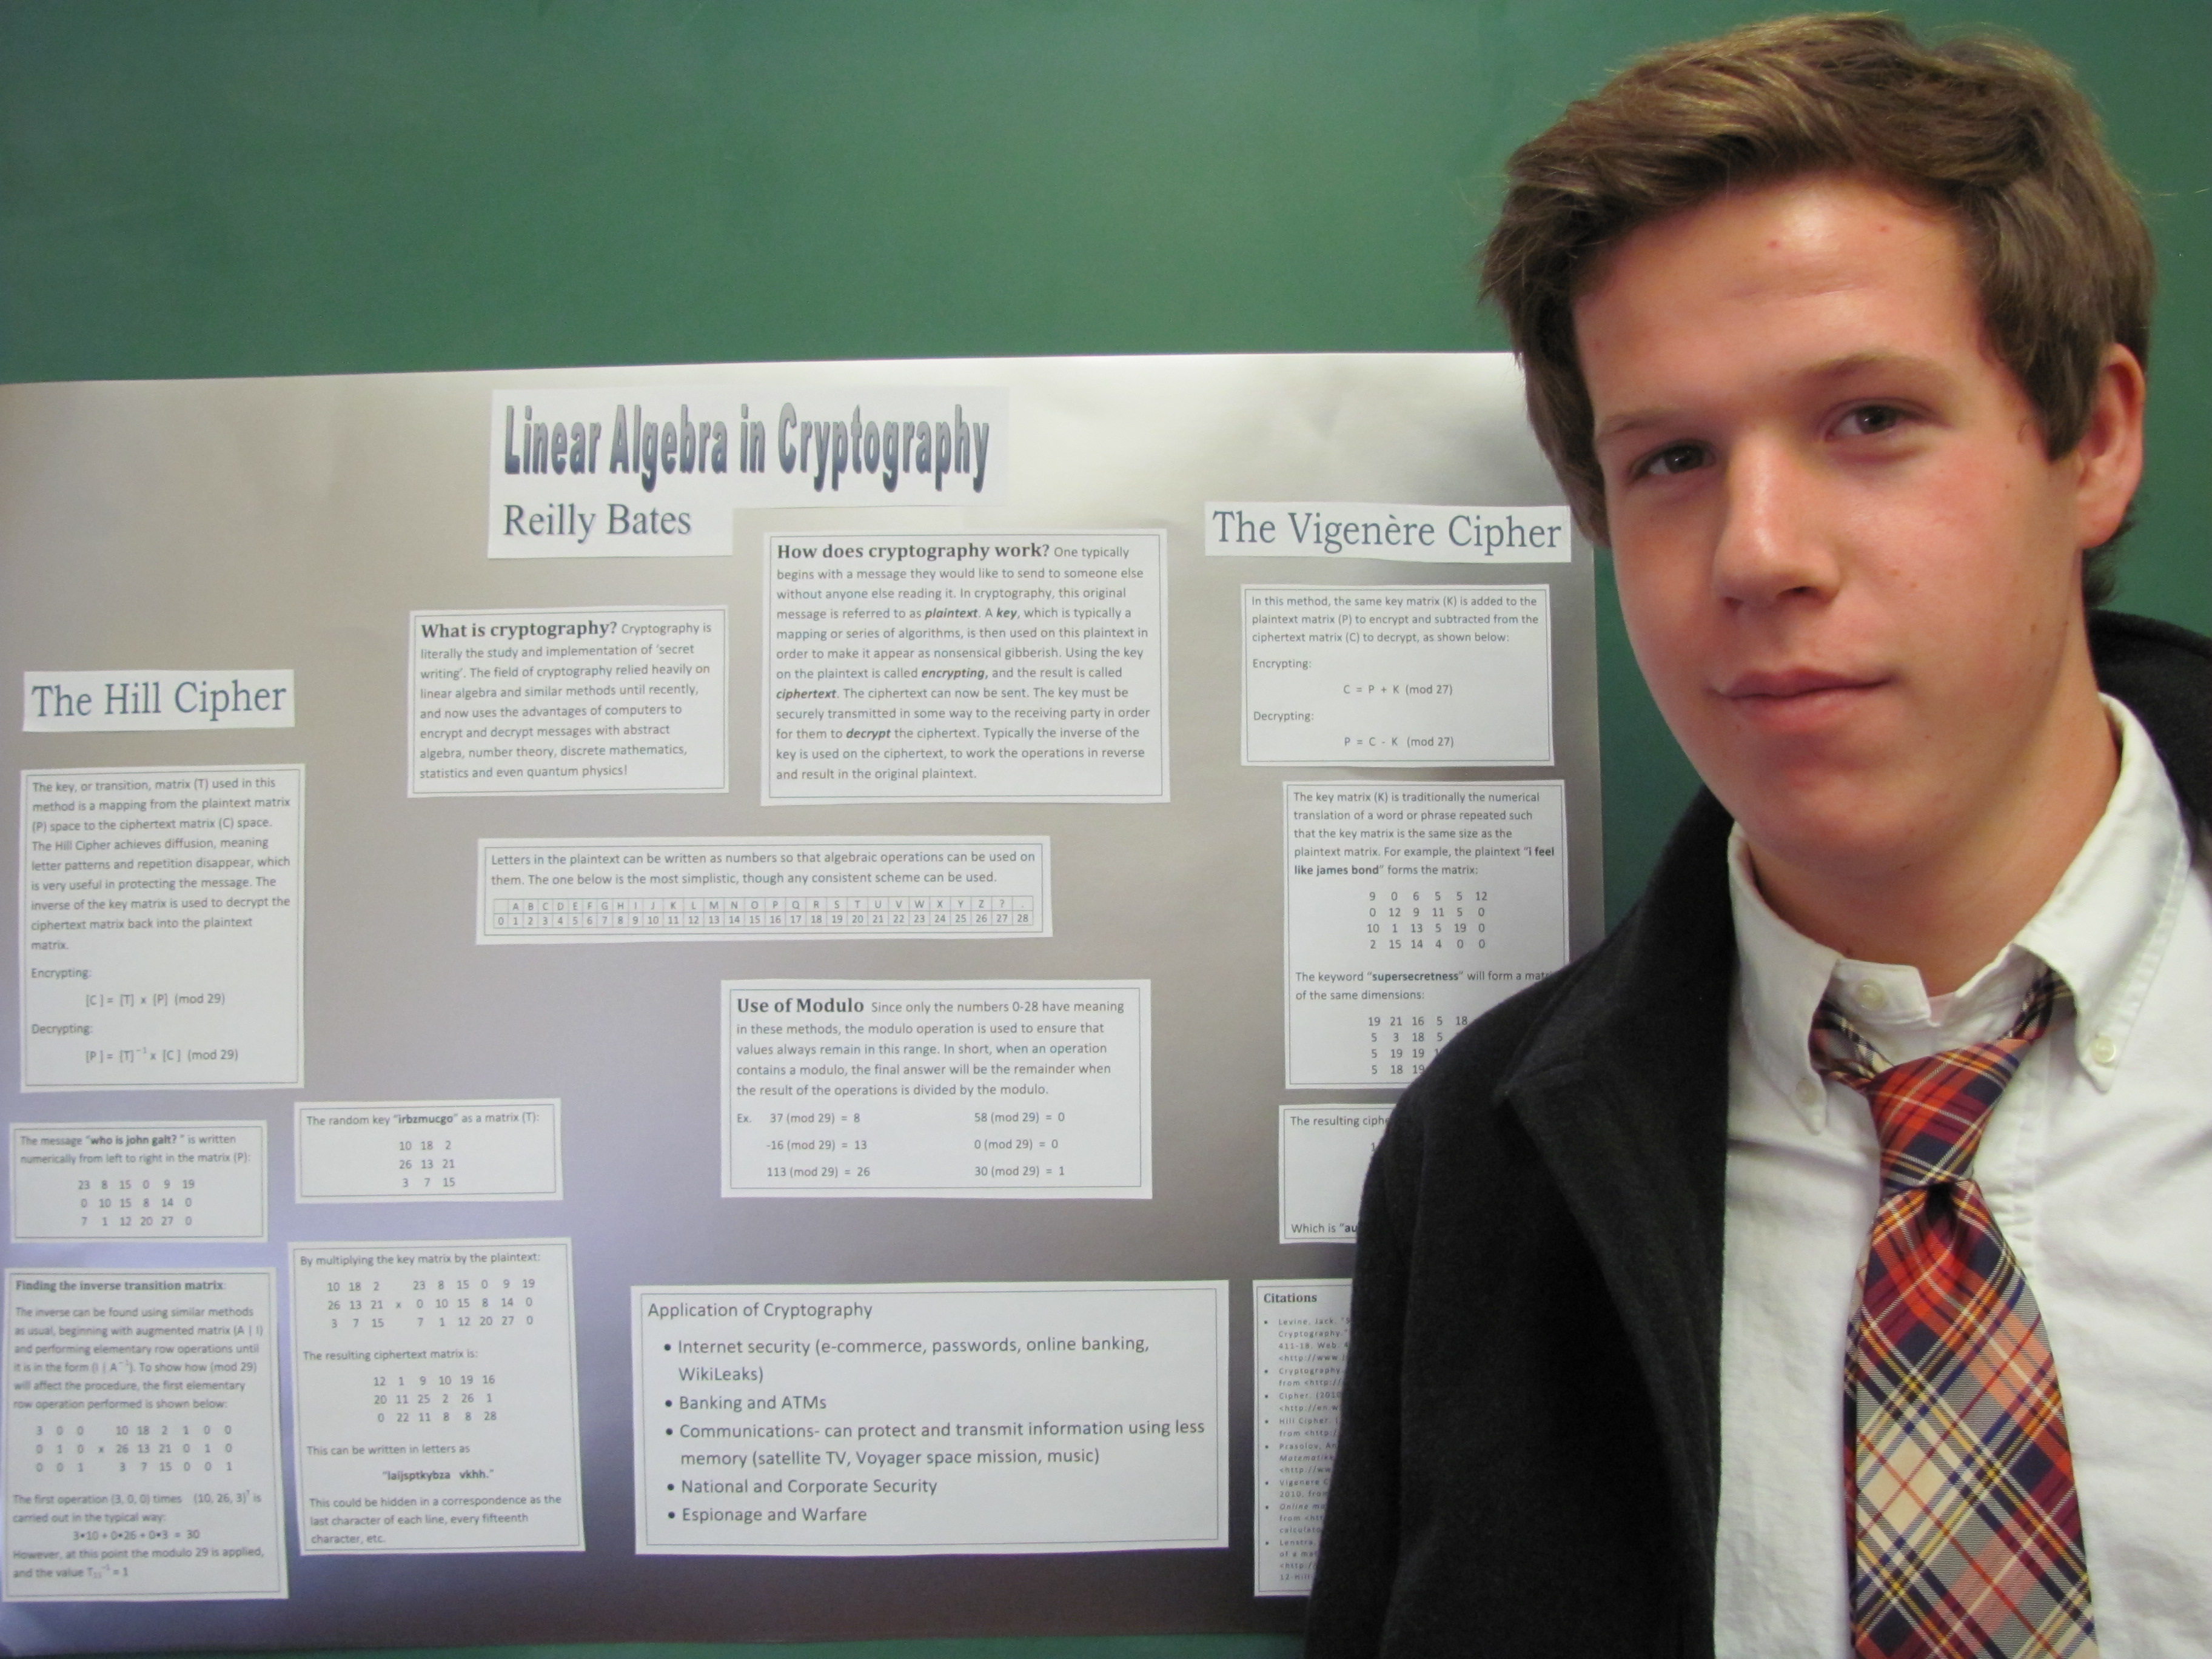 Linear Algebra in Cryptography
Reilly Bates
The Hill Cipher
The key, or transition, matrix (T) used in this
method is a mapping from the plaintext matrix
(P) space to the ciphertext matrix (C) space.
The Hill Cipher achieves diffusion, meaning
letter patterns and repetition disappear, which
is very useful in protecting the message. The
inverse of the key matrix is used to decrypt the
ciphertext matrix back into the plaintext
matrix.
Encrypting:
[C] = [T] x [P] (mod 29)
Decrypting:
[P] = [T]⁻¹ x [C] (mod 29)
The message "who is john galt? " is written
numerically from left to right in the matrix (P):
23 8 15 0 9 19
0 10 15 8 14 0
7 1 12 20 27 0
The random key "irbzmucgo" as a matrix (T):
10 18 2
26 13 21
3 7 15
Finding the inverse transition matrix:
The inverse can be found using similar methods
as usual, beginning with augmented matrix (A | I)
and performing elementary row operations until
it is in the form (I | A⁻¹). To show how (mod 29)
will affect the procedure, the first elementary
row operation performed is shown below:
3 0 0 10 18 2 1 0 0
0 1 0 x 26 13 21 0 1 0
0 0 1 3 7 15 0 0 1
The first operation (3, 0, 0) times (10, 26, 3)ᵀ is
carried out in the typical way:
3*10 + 0*26 + 0*3 = 30
However, at this point the modulo 29 is applied,
and the value T₁₁⁻¹ = 1
By multiplying the key matrix by the plaintext:
10 18 2 23 8 15 0 9 19
26 13 21 x 0 10 15 8 14 0
3 7 15 7 1 12 20 27 0
The resulting ciphertext matrix is:
12 1 9 10 19 16
20 11 25 2 26 1
0 22 11 8 8 28
This can be written in letters as
"laijsptkybza vkhh."
This could be hidden in a correspondence as the
last character of each line, every fifteenth
character, etc.
What is cryptography? Cryptography is
literally the study and implementation of 'secret
writing'. The field of cryptography relied heavily on
linear algebra and similar methods until recently,
and now uses the advantages of computers to
encrypt and decrypt messages with abstract
algebra, number theory, discrete mathematics,
statistics and even quantum physics!
How does cryptography work? One typically
begins with a message they would like to send to someone else
without anyone else reading it. In cryptography, this original
message is referred to as plaintext. A key, which is typically a
mapping or series of algorithms, is then used on this plaintext in
order to make it appear as nonsensical gibberish. Using the key
on the plaintext is called encrypting, and the result is called
ciphertext. The ciphertext can now be sent. The key must be
securely transmitted in some way to the receiving party in order
for them to decrypt the ciphertext. Typically the inverse of the
key is used on the ciphertext, to work the operations in reverse
and result in the original plaintext.
Letters in the plaintext can be written as numbers so that algebraic operations can be used on
them. The one below is the most simplistic, though any consistent scheme can be used.
A B C D E F G H I J K L M N O P Q R S T U V W X Y Z ? .
0 1 2 3 4 5 6 7 8 9 10 11 12 13 14 15 16 17 18 19 20 21 22 23 24 25 26 27 28
Use of Modulo Since only the numbers 0-28 have meaning
in these methods, the modulo operation is used to ensure that
values always remain in this range. In short, when an operation
contains a modulo, the final answer will be the remainder when
the result of the operations is divided by the modulo.
Ex. 37 (mod 29) = 8 58 (mod 29) = 0
-16 (mod 29) = 13 0 (mod 29) = 0
113 (mod 29) = 26 30 (mod 29) = 1
Application of Cryptography
• Internet security (e-commerce, passwords, online banking,
WikiLeaks)
• Banking and ATMs
• Communications- can protect and transmit information using less
memory (satellite TV, Voyager space mission, music)
• National and Corporate Security
• Espionage and Warfare
The Vigenère Cipher
In this method, the same key matrix (K) is added to the
plaintext matrix (P) to encrypt and subtracted from the
ciphertext matrix (C) to decrypt, as shown below:
Encrypting:
C = P + K (mod 27)
Decrypting:
P = C - K (mod 27)
The key matrix (K) is traditionally the numerical
translation of a word or phrase repeated such
that the key matrix is the same size as the
plaintext matrix. For example, the plaintext "i feel
like james bond" forms the matrix:
9 0 6 5 5 12
0 12 9 11 5 0
10 1 13 5 19 0
2 15 14 4 0 0
The keyword "supersecretness" will form a
of the same dimensions:
19 21 16 5 18
5 3 18 5
5 19 19
5 18 19
The resulting
Which is
Citations
Levine, Jack.
Cryptography."
411-18. Web.
Cryptography.
from <http://
Cipher. (2010
<http://en.w
Hill Cipher.
from <http:/
Prasolov,
<http://ww
Vigenere C
2010, from
Online
from <htt
of a
<http://